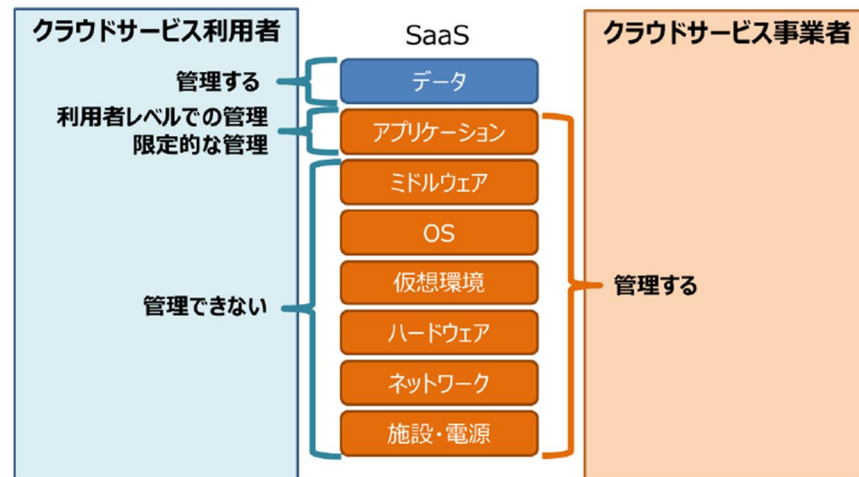 クラウドサービス利用者
SaaS
クラウドサービス事業者
管理する
データ
利用者レベルでの管理
限定的な管理
アプリケーション
ミドルウェア
OS
仮想環境
管理できない
管理する
ハードウェア
ネットワーク
施設・電源